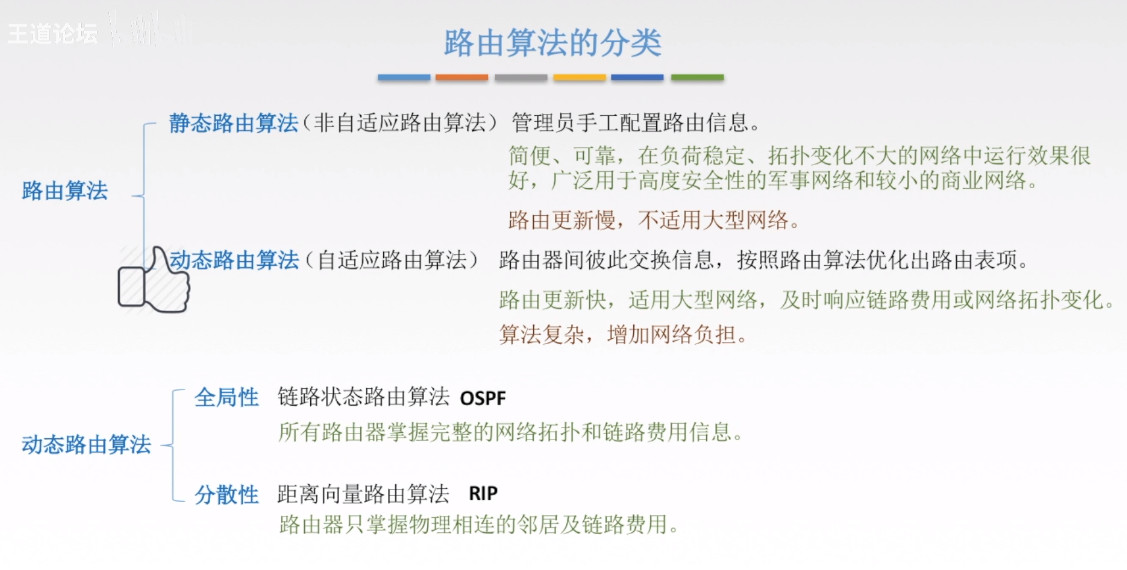 王道论坛
路由算法的分类
静态路由算法（非自适应路由算法）管理员手工配置路由信息。
简便、可靠，在负荷稳定、拓扑变化不大的网络中运行效果很
好，广泛用于高度安全性的军事网络和较小的商业网络。
路由算法
路由更新慢，不适用大型网络。
动态路由算法（自适应路由算法） 路由器间彼此交换信息，按照路由算法优化出路由表项。
路由更新快，适用大型网络，及时响应链路费用或网络拓扑变化。
算法复杂，增加网络负担。
全局性 链路状态路由算法 OSPF
所有路由器掌握完整的网络拓扑和链路费用信息。
动态路由算法
分散性 距离向量路由算法 RIP
路由器只掌握物理相连的邻居及链路费用。